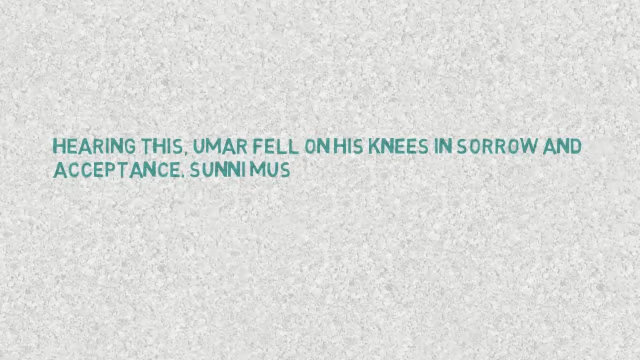 HEARING THIS, UMAR FELL ON HIS KNEES IN SORROW AND
ACCEPTANCE. SUNNI MUS